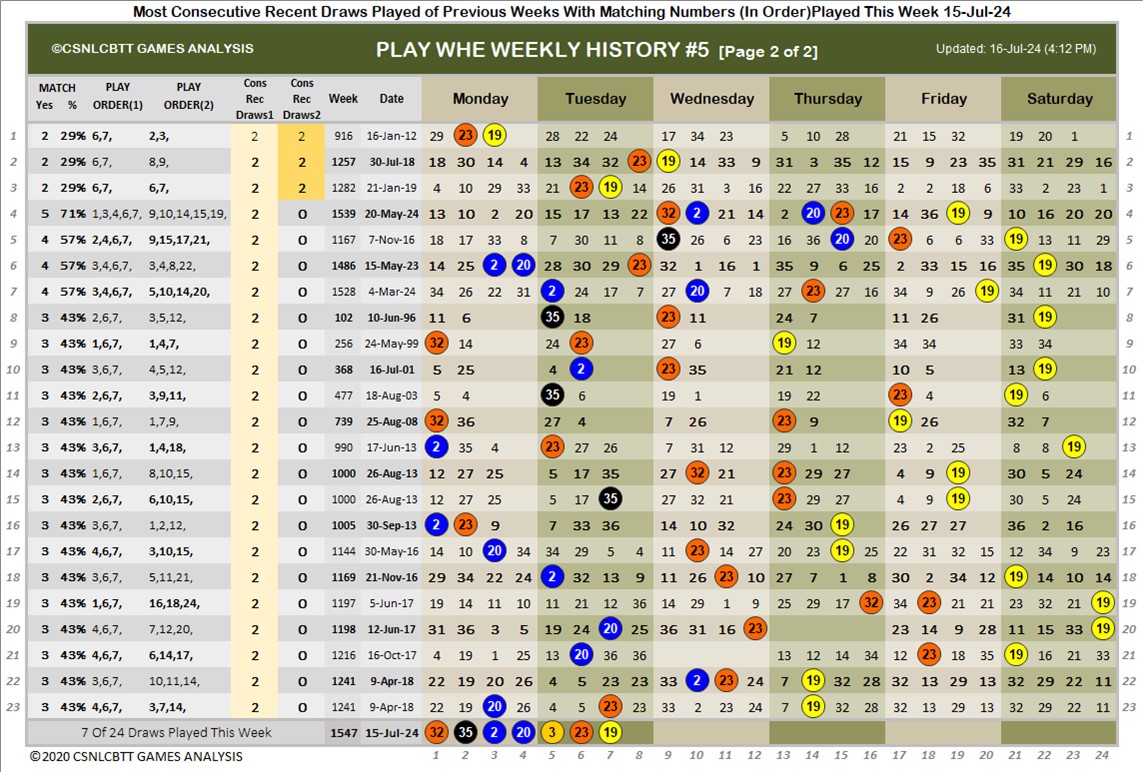 Most Consecutive Recent Draws Played of Previous Weeks With Matching Numbers (In Order)Played This Week 15-Jul-24
©CSNLCBTT GAMES ANALYSIS PLAY WHE WEEKLY HISTORY #5 [Page 2 of 2] Updated: 16-Jul-24 (4:12 PM)
MATCH PLAY PLAY Cons Cons Week Date Monday Tuesday Wednesday Thursday Friday Saturday
Yes % ORDER(1) ORDER(2) Rec Rec
Draws1 Draws2
1 2 29% 6,7, 2,3, 2 2 916 16-Jan-12 29 23 19 28 22 24 17 34 23 5 10 28 21 15 32 19 20 1 1
2 2 29% 6,7, 8,9, 2 2 1257 30-Jul-18 18 30 14 4 13 34 32 23 19 14 33 9 31 3 35 12 15 9 23 35 31 21 29 16 2
3 2 29% 6,7, 6,7, 2 2 1282 21-Jan-19 4 10 29 33 21 23 19 14 26 31 3 16 22 27 33 16 2 2 18 6 33 2 23 1 3
4 5 71% 1,3,4,6,7, 9,10,14,15,19, 2 0 1539 20-May-24 13 10 2 20 15 17 13 22 32 2 21 14 2 20 23 17 14 36 19 9 10 16 20 20 4
5 4 57% 2,4,6,7, 9,15,17,21, 2 0 1167 7-Nov-16 18 17 33 8 7 30 11 8 35 26 6 23 16 36 20 20 23 6 6 33 19 13 11 29 5
6 4 57% 3,4,6,7, 3,4,8,22, 2 0 1486 15-May-23 14 25 2 20 28 30 29 23 32 1 16 1 35 9 6 25 2 33 15 16 35 19 30 18 6
7 4 57% 3,4,6,7, 5,10,14,20, 2 0 1528 4-Mar-24 34 26 22 31 2 24 17 7 27 20 7 18 27 23 27 16 34 9 26 19 34 11 21 10 7
8 3 43% 2,6,7, 3,5,12, 2 0 102 10-Jun-96 11 6 35 18 23 11 24 7 11 26 31 19 8
9 3 43% 1,6,7, 1,4,7, 2 0 256 24-May-99 32 14 24 23 27 6 19 12 34 34 33 34 9
10 3 43% 3,6,7, 4,5,12, 2 0 368 16-Jul-01 5 25 4 2 23 35 21 12 10 5 13 19 10
11 3 43% 2,6,7, 3,9,11, 2 0 477 18-Aug-03 5 4 35 6 19 1 19 22 23 4 19 6 11
12 3 43% 1,6,7, 1,7,9, 2 0 739 25-Aug-08 32 36 27 4 7 26 23 9 19 26 32 7 12
13 3 43% 3,6,7, 1,4,18, 2 0 990 17-Jun-13 2 35 4 23 27 26 7 31 12 29 1 12 23 2 25 8 8 19 13
14 3 43% 1,6,7, 8,10,15, 2 0 1000 26-Aug-13 12 27 25 5 17 35 27 32 21 23 29 27 4 9 19 30 5 24 14
15 3 43% 2,6,7, 6,10,15, 2 0 1000 26-Aug-13 12 27 25 5 17 35 27 32 21 23 29 27 4 9 19 30 5 24 15
16 3 43% 3,6,7, 1,2,12, 2 0 1005 30-Sep-13 2 23 9 7 33 36 14 10 32 24 30 19 26 27 27 36 2 16 16
17 3 43% 4,6,7, 3,10,15, 2 0 1144 30-May-16 14 10 20 34 34 29 5 4 11 23 14 27 20 23 19 25 22 31 32 15 12 34 9 23 17
18 3 43% 3,6,7, 5,11,21, 2 0 1169 21-Nov-16 29 34 22 24 2 32 13 9 11 26 23 10 27 7 1 8 30 2 34 12 19 14 10 14 18
19 3 43% 1,6,7, 16,18,24, 2 0 1197 5-Jun-17 19 14 11 10 11 21 12 36 14 29 1 9 25 29 17 32 34 23 21 21 23 32 21 19 19
20 3 43% 4,6,7, 7,12,20, 2 0 1198 12-Jun-17 31 36 3 5 19 24 20 25 36 31 16 23 23 14 9 28 11 15 33 19 20
21 3 43% 4,6,7, 6,14,17, 2 0 1216 16-Oct-17 4 19 1 25 13 20 36 36 13 12 14 34 12 23 18 35 19 16 21 33 21
22 3 43% 3,6,7, 10,11,14, 2 0 1241 9-Apr-18 22 19 20 26 4 5 23 23 33 2 23 24 7 19 32 28 32 13 29 13 32 29 22 11 22
23 3 43% 4,6,7, 3,7,14, 2 0 1241 9-Apr-18 22 19 20 26 4 5 23 23 33 2 23 24 7 19 32 28 32 13 29 13 32 29 22 11 23
7 Of 24 Draws Played This Week 1547 15-Jul-24 32 35 2 20 3 23 19
©2020 CSNLCBTT GAMES ANALYSIS 1 2 3 4 5 6 7 8 9 10 11 12 13 14 15 16 17 18 19 20 21 22 23 24